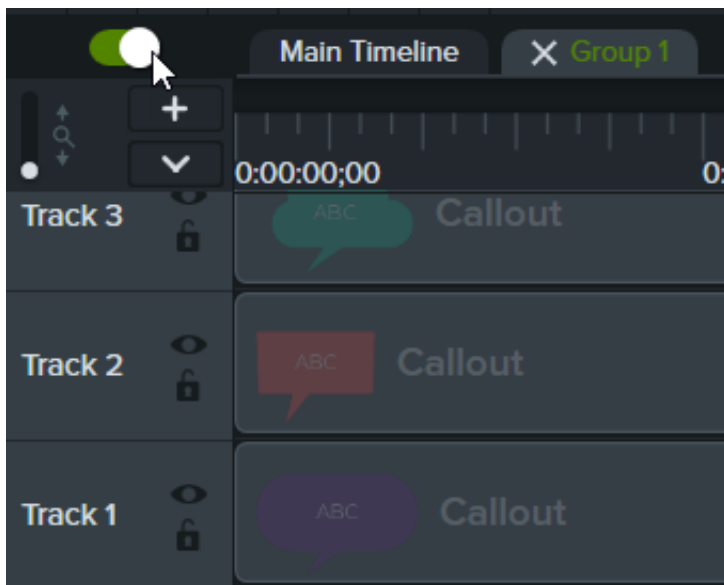 Main Timeline
Group 1
0:00:00;00
0:
Track 3
ABC
Callout
Track 2
ABC
Callout
Track 1
ABC
Callout